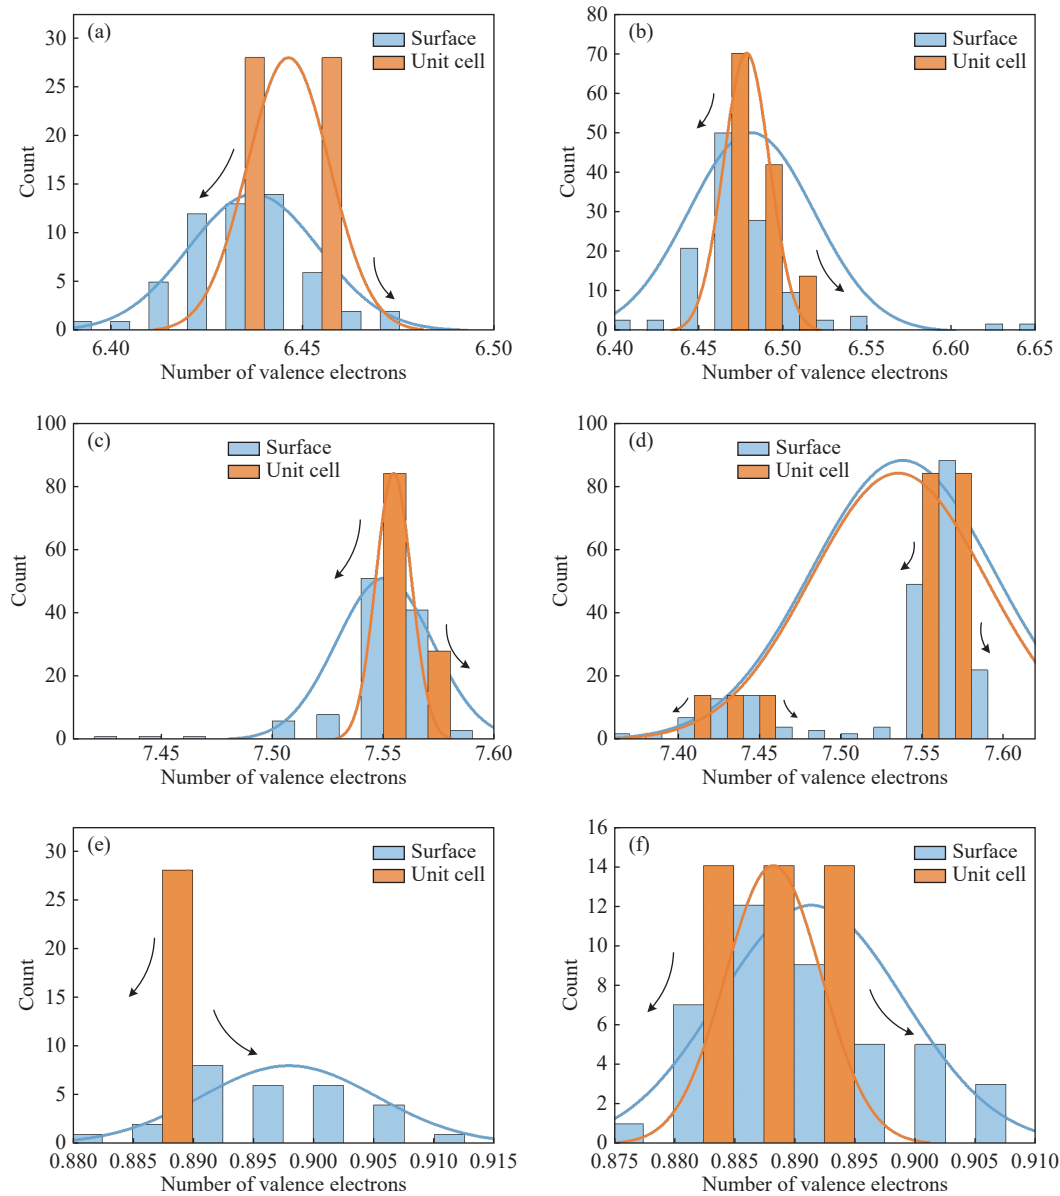 (a)
Surface
Unit cell
Count
30
25
20
15
10
5
0
6.40 6.45 6.50
Number of valence electrons
(b)
Surface
Unit cell
Count
80
70
60
50
40
30
20
10
0
6.40 6.45 6.50 6.55 6.60 6.65
Number of valence electrons
(c)
Surface
Unit cell
Count
100
80
60
40
20
0
7.45 7.50 7.55 7.60
Number of valence electrons
(d)
Surface
Unit cell
Count
100
80
60
40
20
0
7.40 7.45 7.50 7.55 7.60
Number of valence electrons
(e)
Surface
Unit cell
Count
30
25
20
15
10
5
0
0.880 0.885 0.890 0.895 0.900 0.905 0.910 0.915
Number of valence electrons
(f)
Surface
Unit cell
Count
16
14
12
10
8
6
4
2
0
0.875 0.880 0.885 0.890 0.895 0.900 0.905 0.910
Number of valence electrons